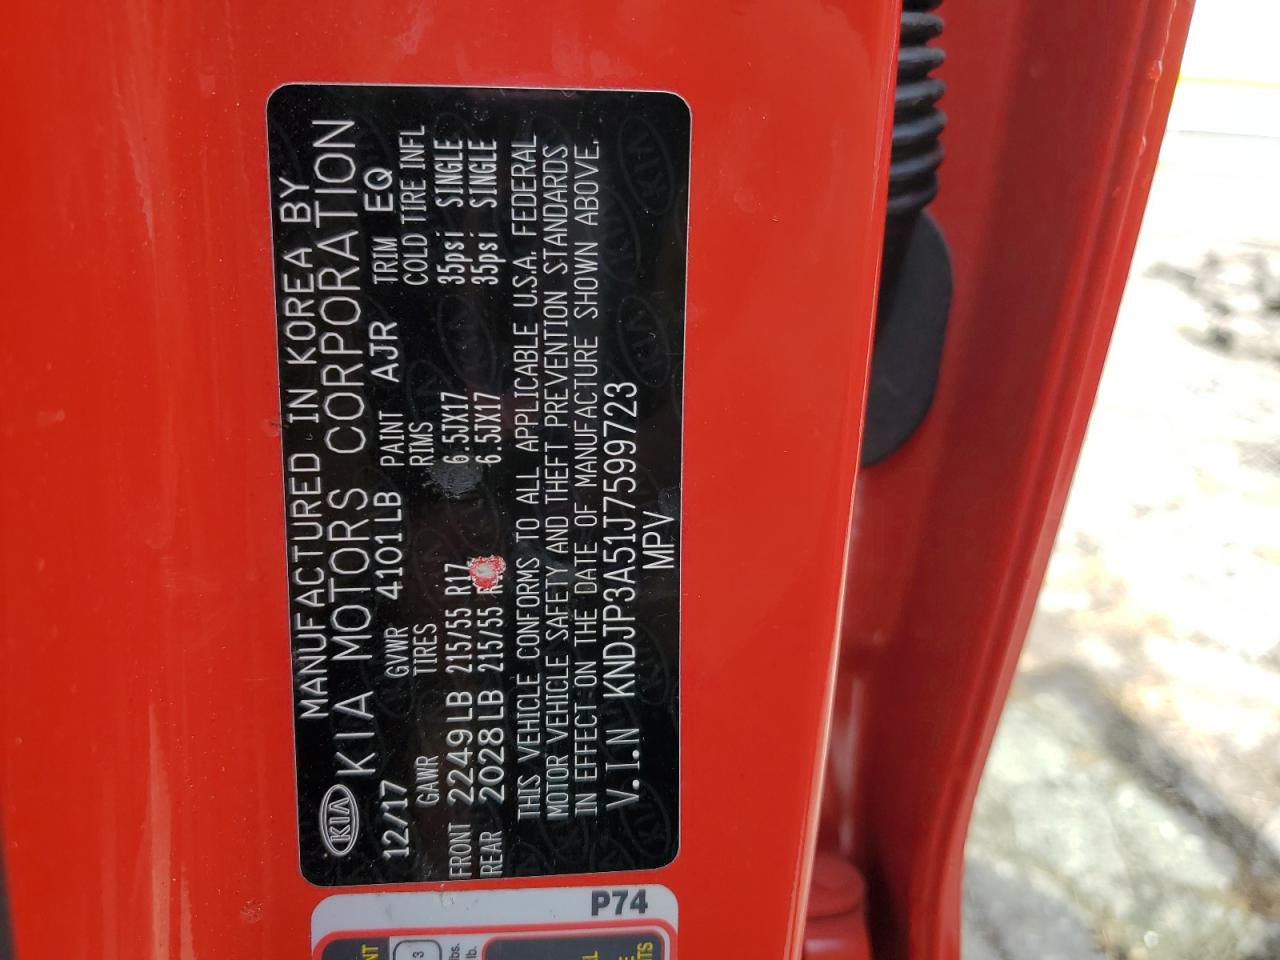 MANUFACTURED IN KOREA BY
KIA KIA MOTORS CORPORATION
12/17 GVWR 4101LB PAINT AJR TRIM EQ
GAWR TIRES RIMS COLD TIRE INFL
FRONT 2249LB 215/55 R17 6.5JX17 35psi SINGLE
REAR 2028LB 215/55 6.5JX17 35psi SINGLE
THIS VEHICLE CONFORMS TO ALL APPLICABLE U.S.A. FEDERAL
MOTOR VEHICLE SAFETY AND THEFT PREVENTION STANDARDS
IN EFFECT ON THE DATE OF MANUFACTURE SHOWN ABOVE.
V.I.N KNDJP3A51J7599723
MPV
P74
3